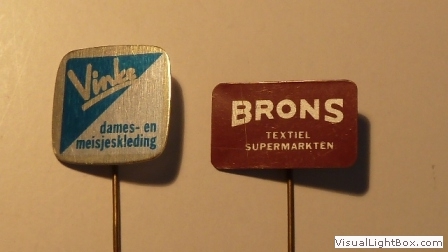 Vinke
dames- en
meisjeskleding
BRONS
TEXTIEL
SUPERMARKTEN
VisualLightBox.com